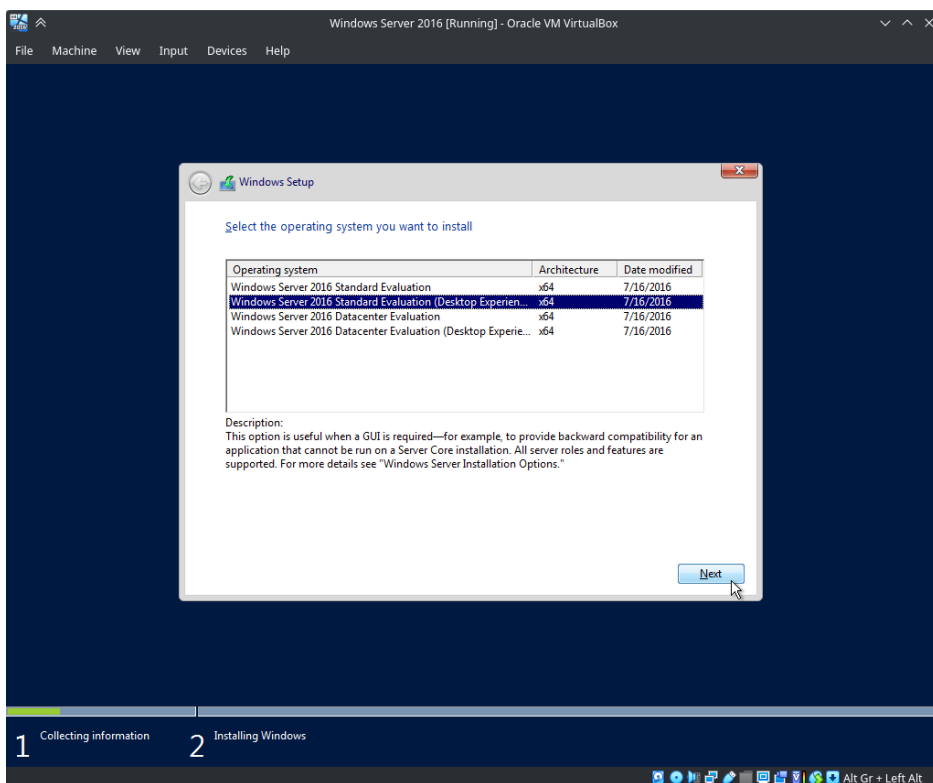 Windows Server 2016 [Running] - Oracle VM VirtualBox
File Machine View Input Devices Help
Windows Setup
Select the operating system you want to install
Operating system Architecture Date modified
Windows Server 2016 Standard Evaluation x64 7/16/2016
Windows Server 2016 Standard Evaluation (Desktop Experien... x64 7/16/2016
Windows Server 2016 Datacenter Evaluation x64 7/16/2016
Windows Server 2016 Datacenter Evaluation (Desktop Experie... x64 7/16/2016
Description:
This option is useful when a GUI is required—for example, to provide backward compatibility for an
application that cannot be run on a Server Core installation. All server roles and features are
supported. For more details see "Windows Server Installation Options."
Next
1 Collecting information 2 Installing Windows
Alt Gr + Left Alt